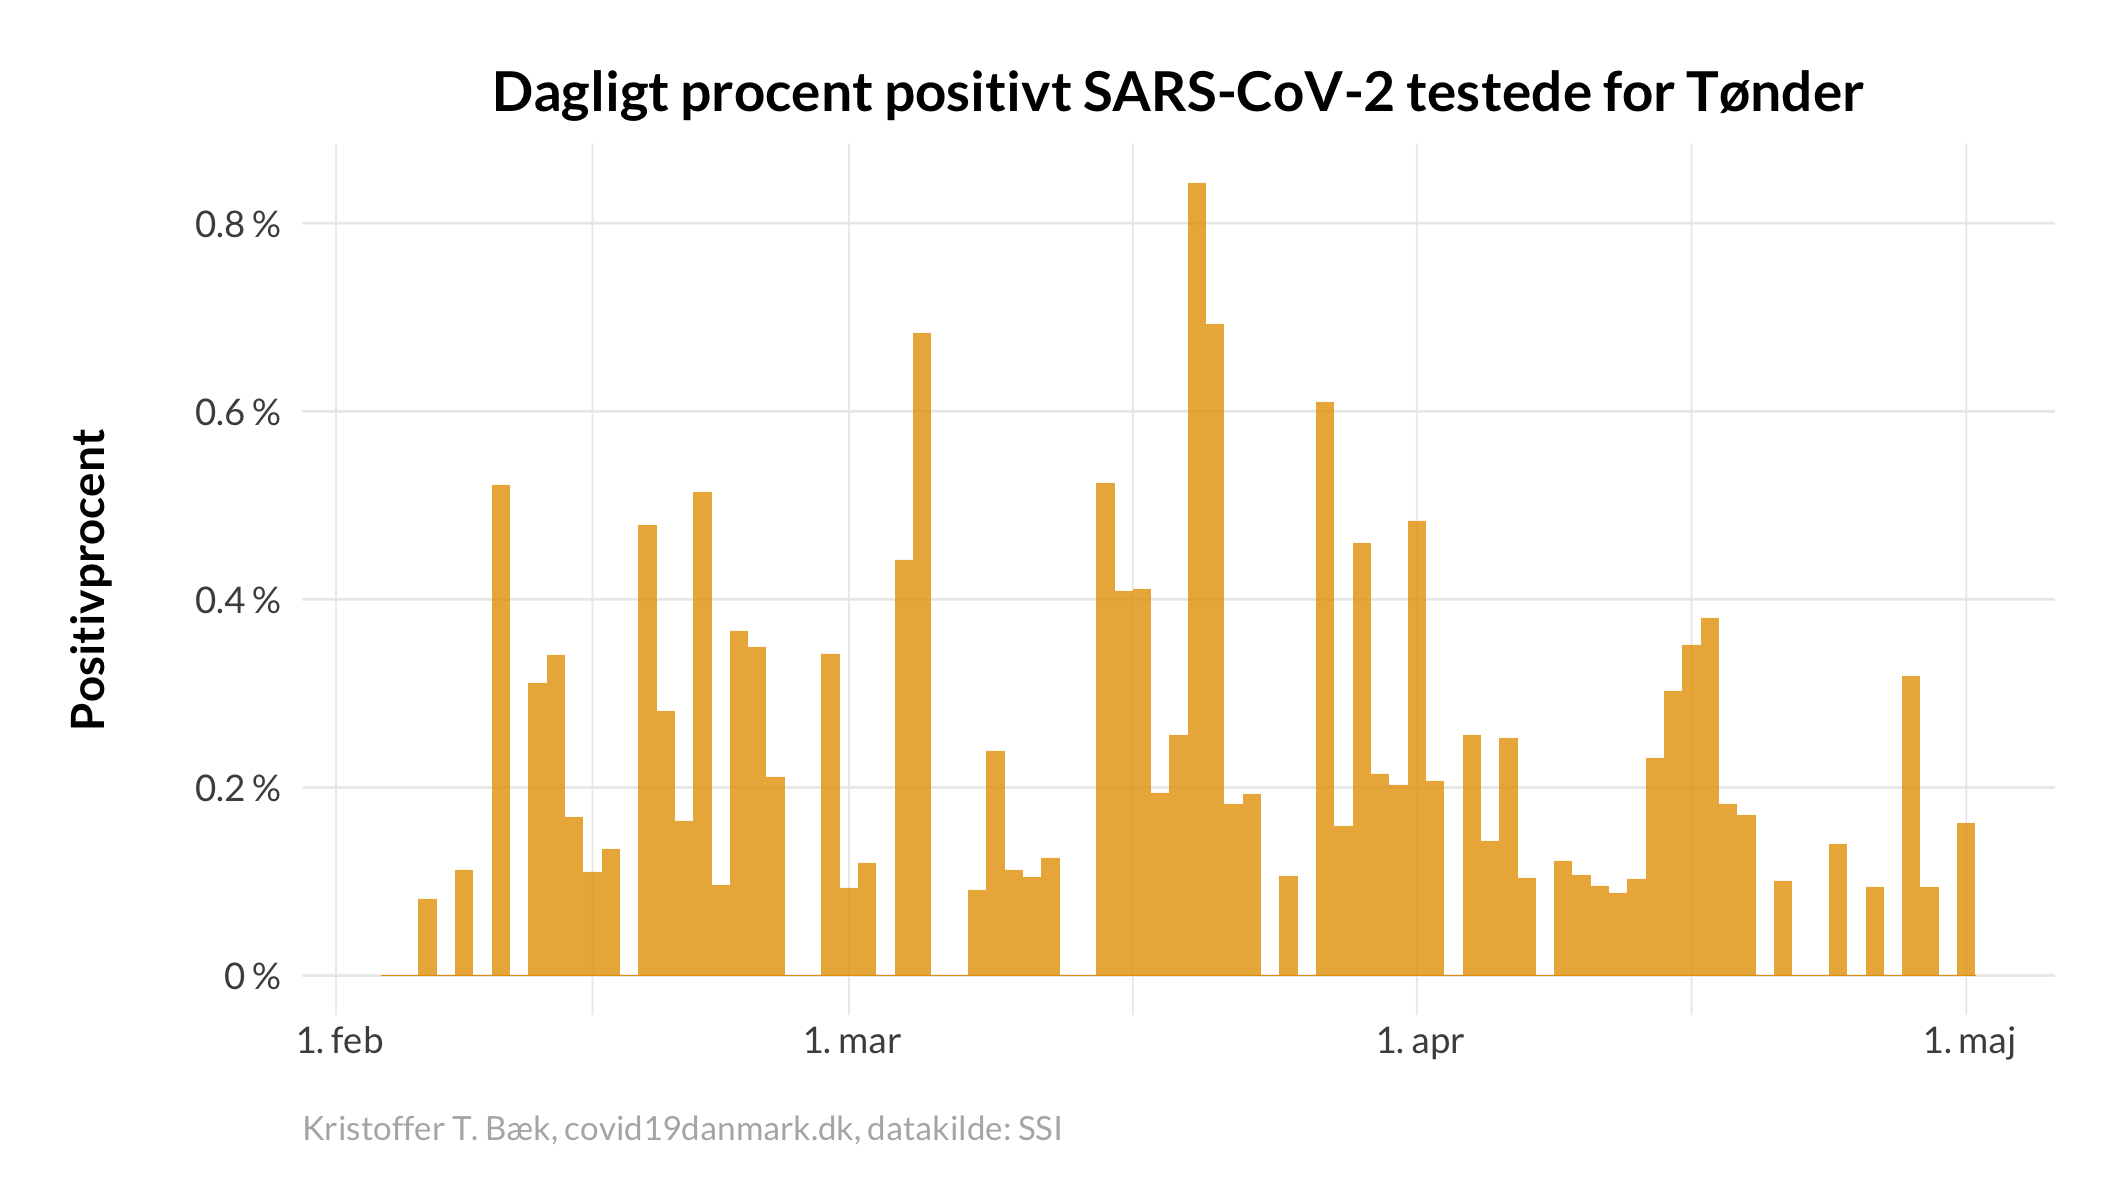 Dagligt procent positivt SARS-CoV-2 testede for Tønder
Positivprocent
0.8 %
0.6 %
0.4 %
0.2 %
0 %
1. feb
1. mar
1. apr
1. maj
Kristoffer T. Bæk, covid19danmark.dk, datakilde: SSI